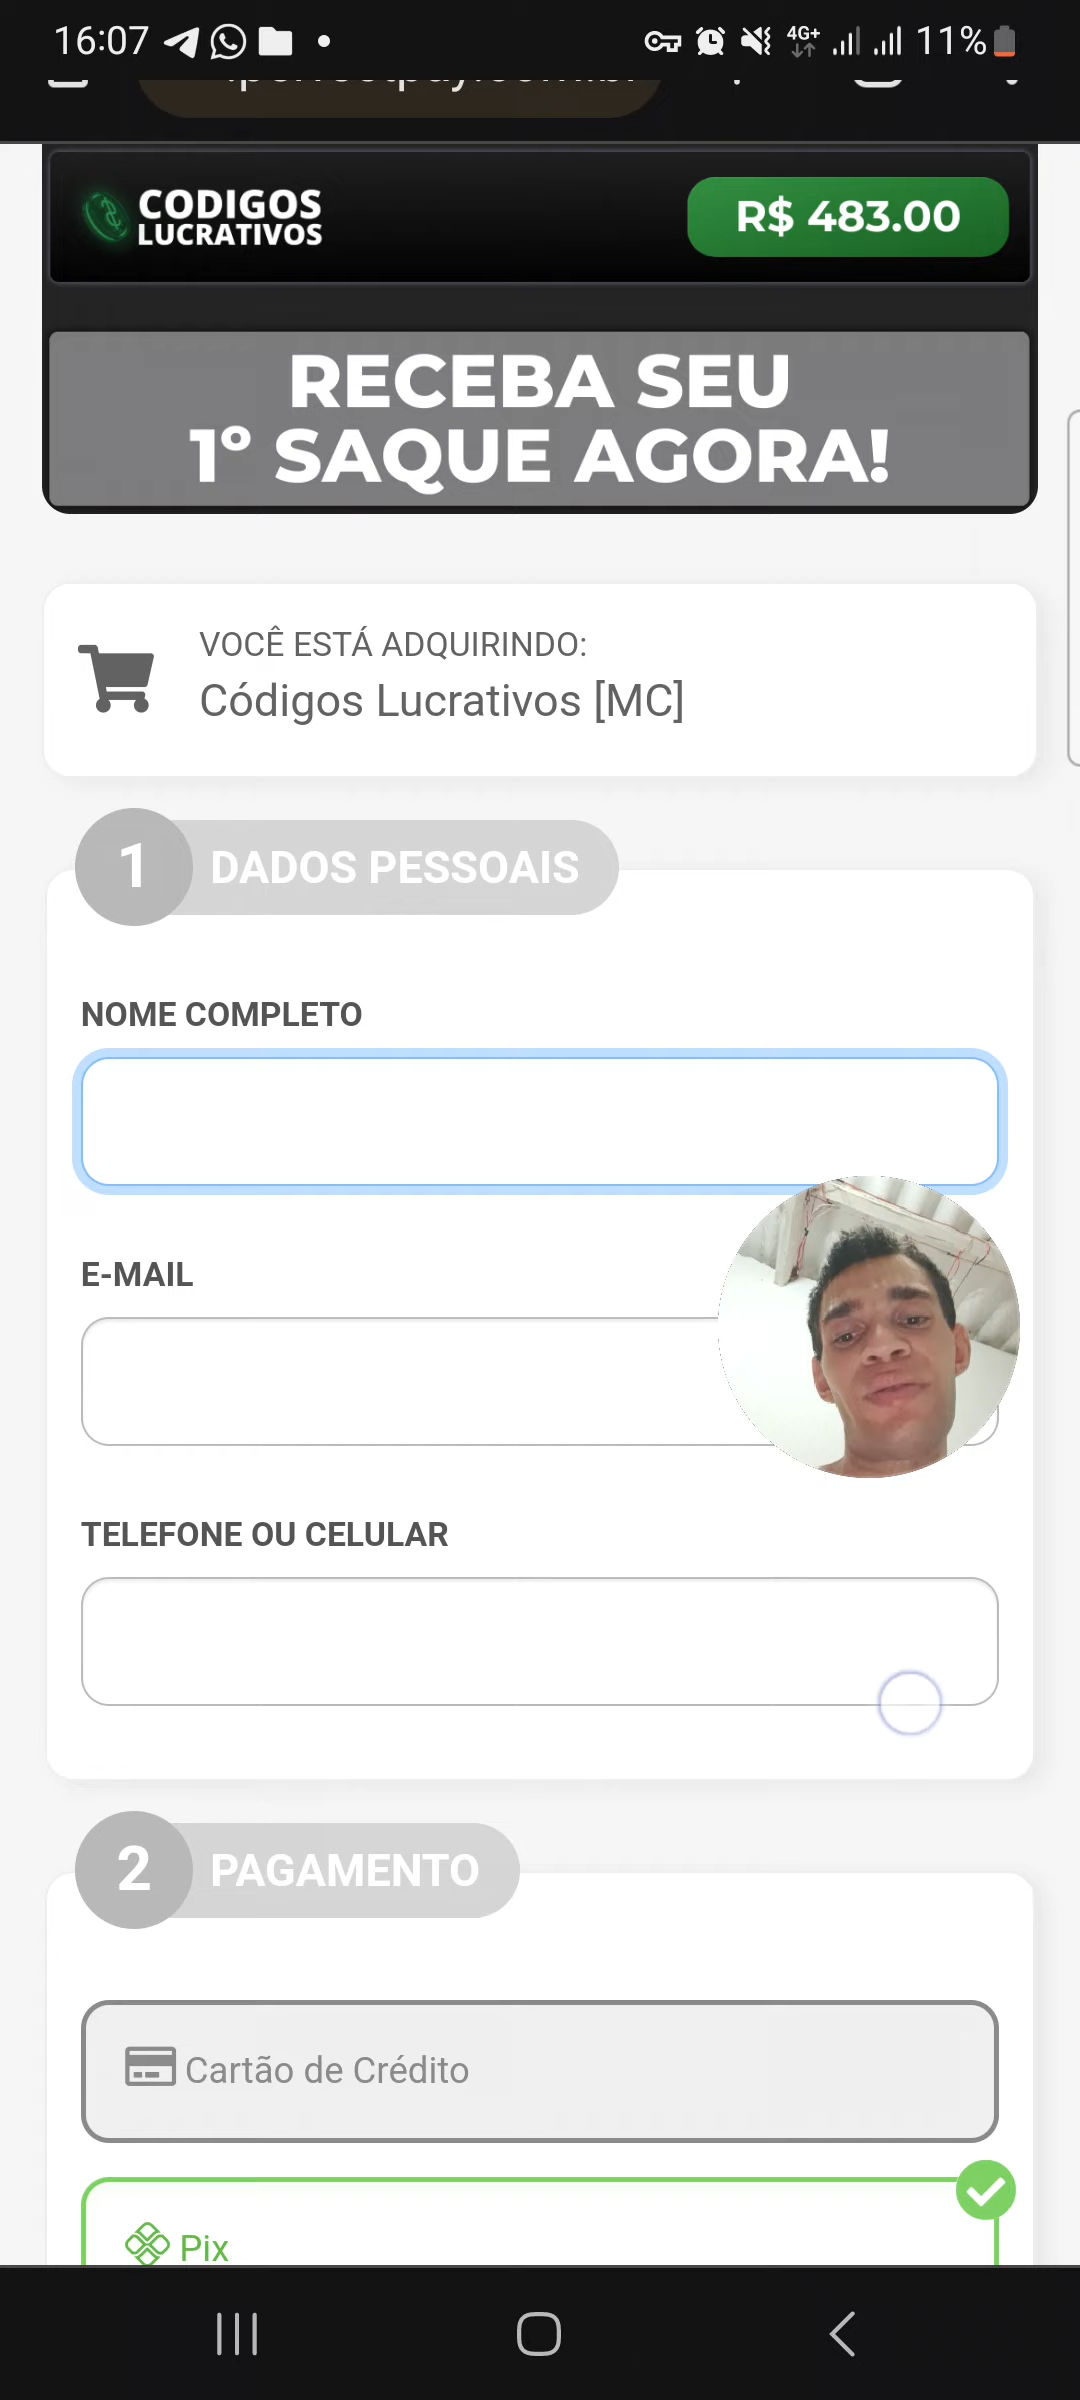 16:07
4G+
11%
CODIGOS
LUCRATIVOS
R$ 483.00
RECEBA SEU
1º SAQUE AGORA!
VOCÊ ESTÁ ADQUIRINDO:
Códigos Lucrativos [MC]
1 DADOS PESSOAIS
NOME COMPLETO
E-MAIL
TELEFONE OU CELULAR
2 PAGAMENTO
Cartão de Crédito
Pix